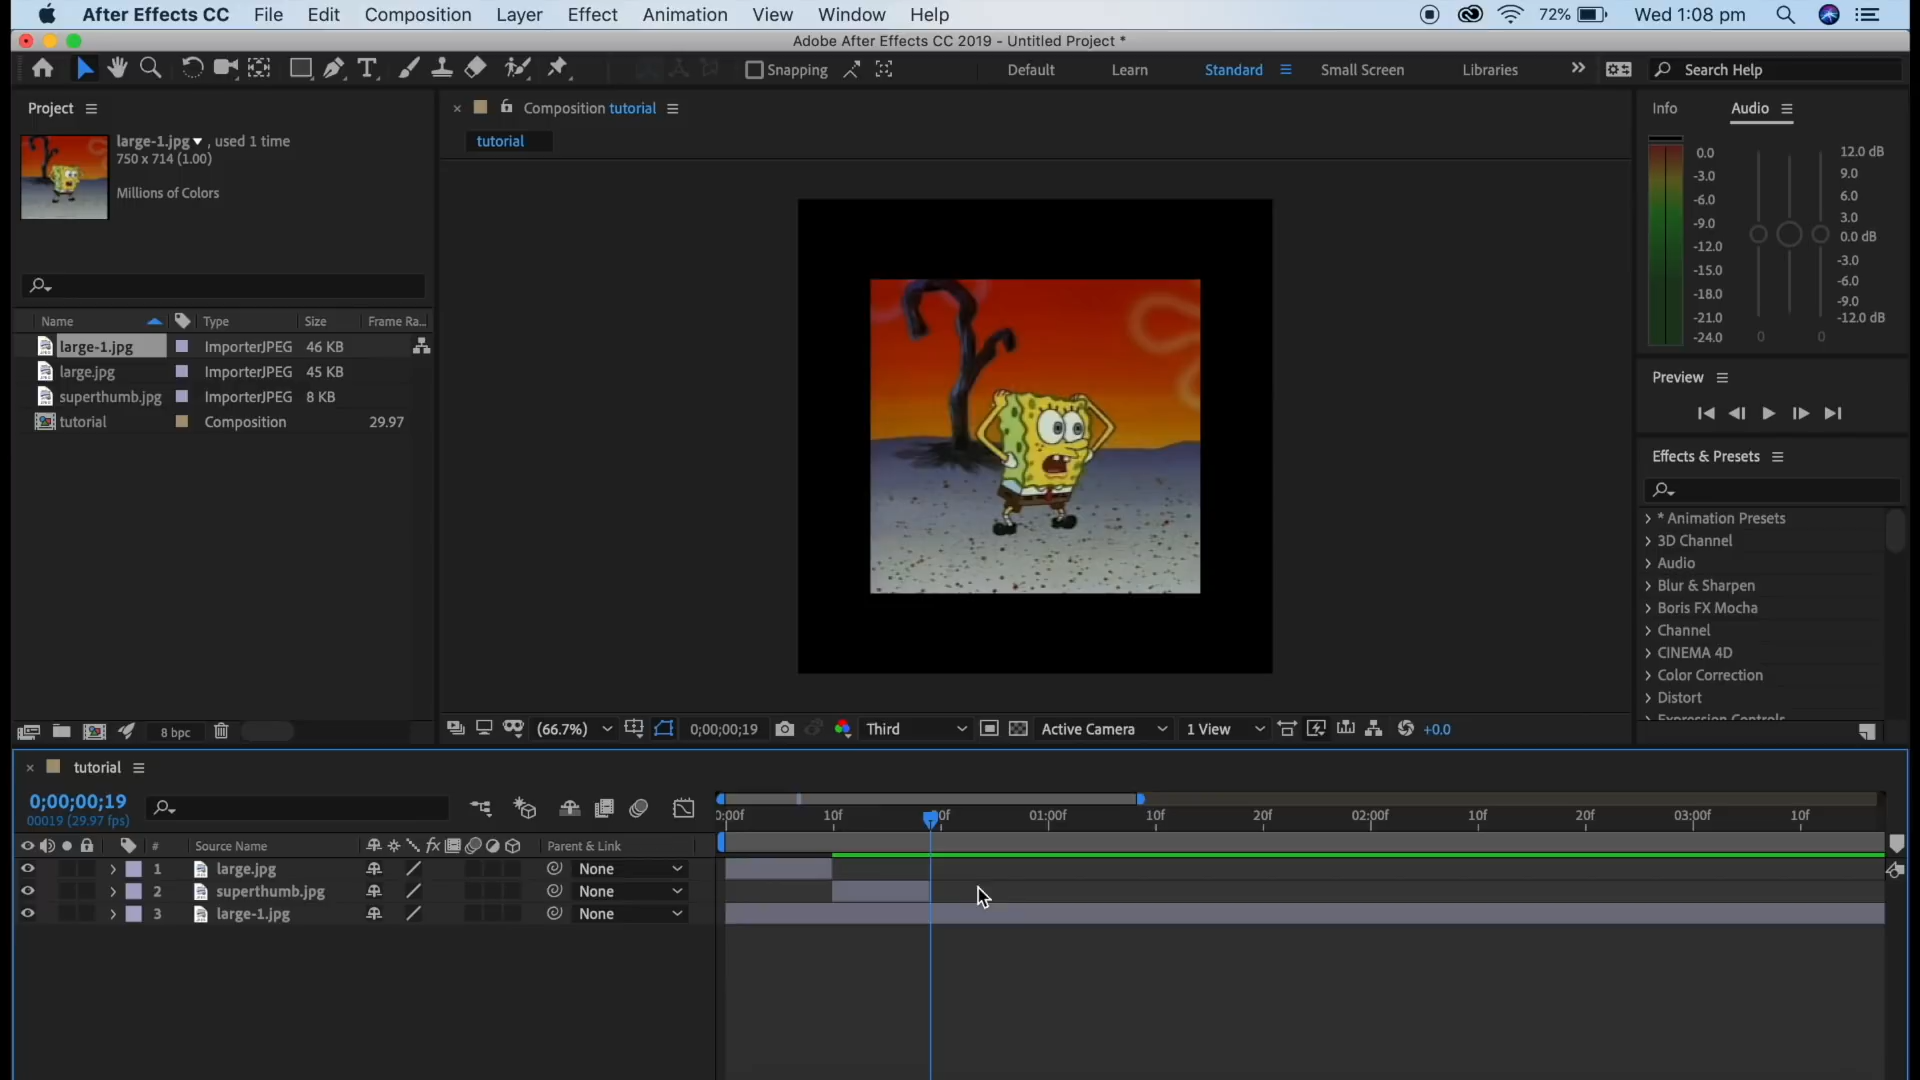 After Effects CC File Edit Composition Layer Effect Animation View Window Help 72% Wed 1:08 pm
Adobe After Effects CC 2019 - Untitled Project *
Snapping Default Learn Standard Small Screen Libraries Search Help
Project
large-1.jpg , used 1 time
750 x 714 (1.00)
Millions of Colors
Name Type Size Frame Ra...
large-1.jpg ImporterJPEG 46 KB
large.jpg ImporterJPEG 45 KB
superthumb.jpg ImporterJPEG 8 KB
tutorial Composition 29.97
8 bpc
Composition tutorial
tutorial
(66.7%) 0;00;00;19 Third Active Camera 1 View +0.0
Info Audio
0.0 12.0 dB
-3.0 9.0
-6.0 6.0
-9.0 3.0
-12.0 0.0 dB
-15.0 -3.0
-18.0 -6.0
-21.0 -9.0
-24.0 -12.0 dB
0 0
Preview
Effects & Presets
* Animation Presets
3D Channel
Audio
Blur & Sharpen
Boris FX Mocha
Channel
CINEMA 4D
Color Correction
Distort
Expression Controls
tutorial
0;00;00;19
00019 (29.97 fps)
:00f 10f 0f 01:00f 10f 20f 02:00f 10f 20f 03:00f 10f
# Source Name fx Parent & Link
1 large.jpg None
2 superthumb.jpg None
3 large-1.jpg None